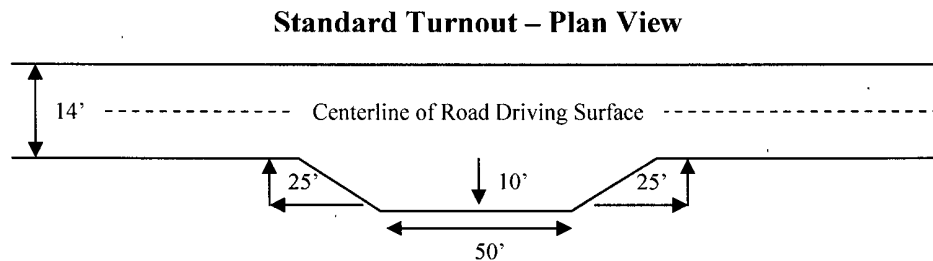 Standard Turnout – Plan View
14’
Centerline of Road Driving Surface
25’
10’
25’
50’